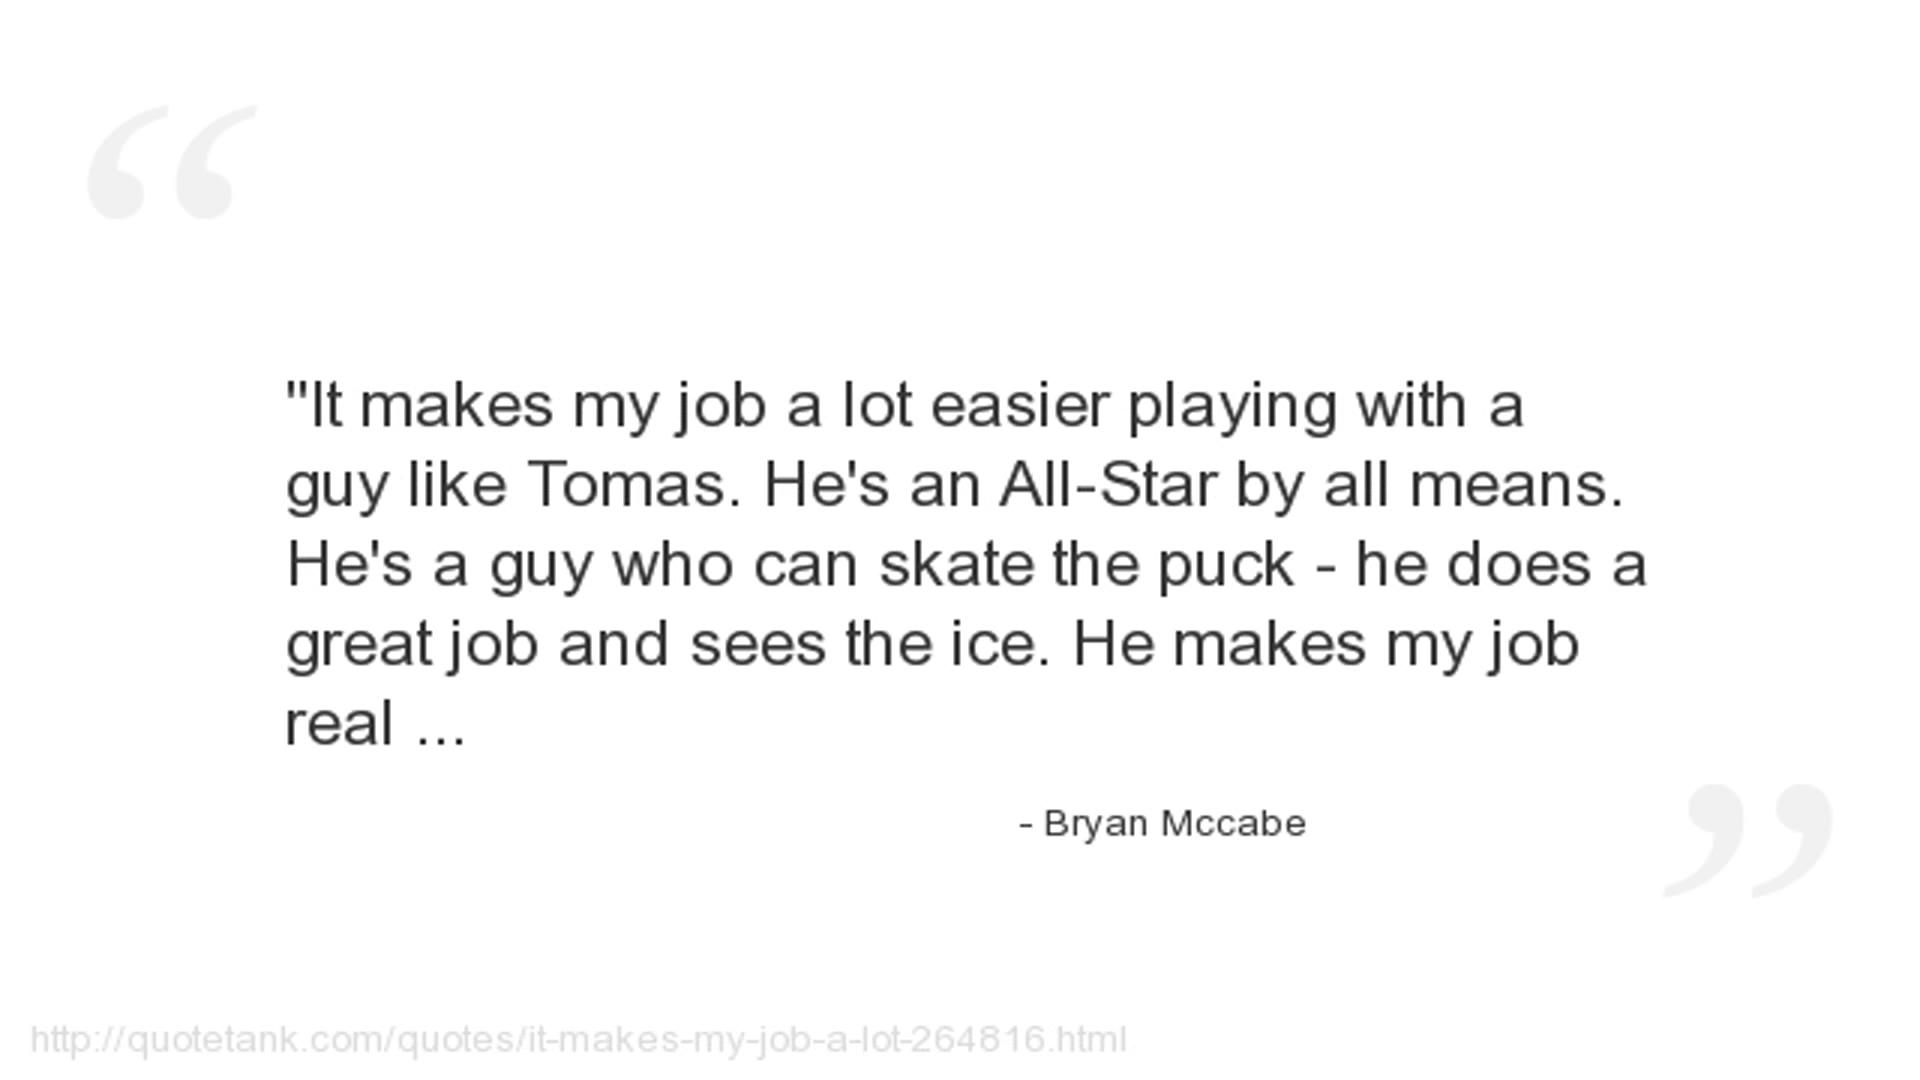 "It makes my job a lot easier playing with a
guy like Tomas. He's an All-Star by all means.
He's a guy who can skate the puck - he does a
great job and sees the ice. He makes my job
real ...
- Bryan Mccabe
http://quotetank.com/quotes/it-makes-my-job-a-lot-264816.html